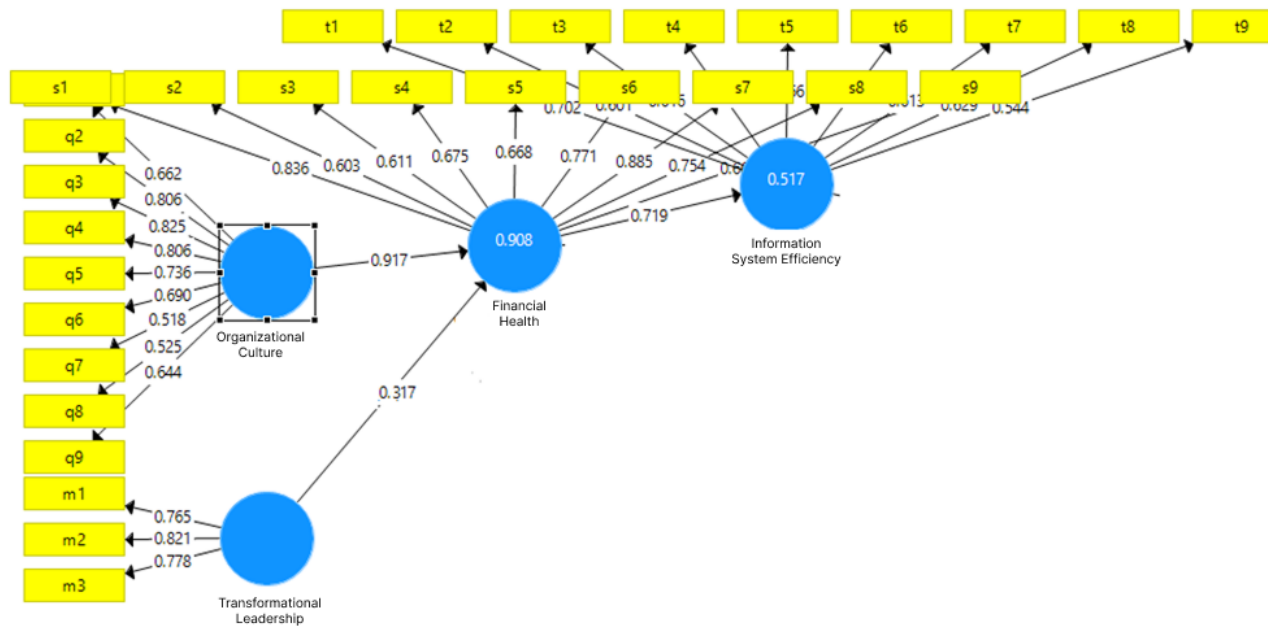 t1 t2 t3 t4 t5 t6 t7 t8 t9
s1 s2 s3 s4 s5 s6 s7 s8 s9
0.702 0.601 0.629 0.544
q2
q3
q4
q5
q6
q7
q8
q9
m1
m2
m3
0.662
0.806
0.825
0.806
0.736
0.690
0.518
0.525
0.644
0.836 0.603 0.611 0.675 0.668 0.771 0.885 0.754
0.917
0.719
0.317
0.765
0.821
0.778
0.908
0.517
Organizational
Culture
Financial
Health
Information
System Efficiency
Transformational
Leadership